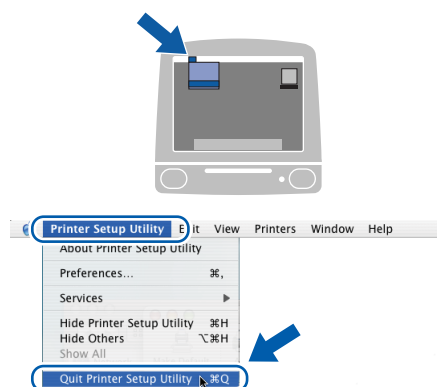 Printer Setup Utility Edit View Printers Window Help
About Printer Setup Utility
Preferences... ⌘,
Services ▶
Hide Printer Setup Utility ⌘H
Hide Others ⌥⌘H
Show All
Quit Printer Setup Utility ⌘Q